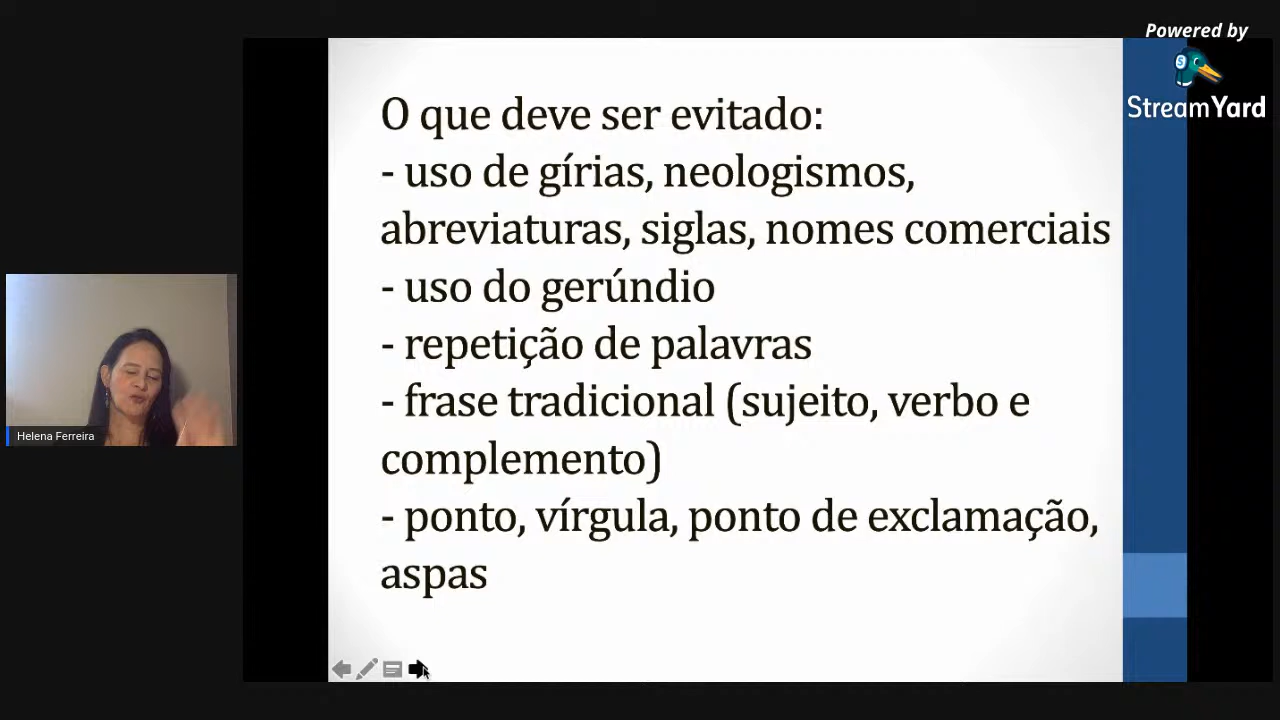 Powered by
StreamYard
O que deve ser evitado:
- uso de gírias, neologismos,
abreviaturas, siglas, nomes comerciais
- uso do gerúndio
- repetição de palavras
- frase tradicional (sujeito, verbo e
complemento)
- ponto, vírgula, ponto de exclamação,
aspas
Helena Ferreira